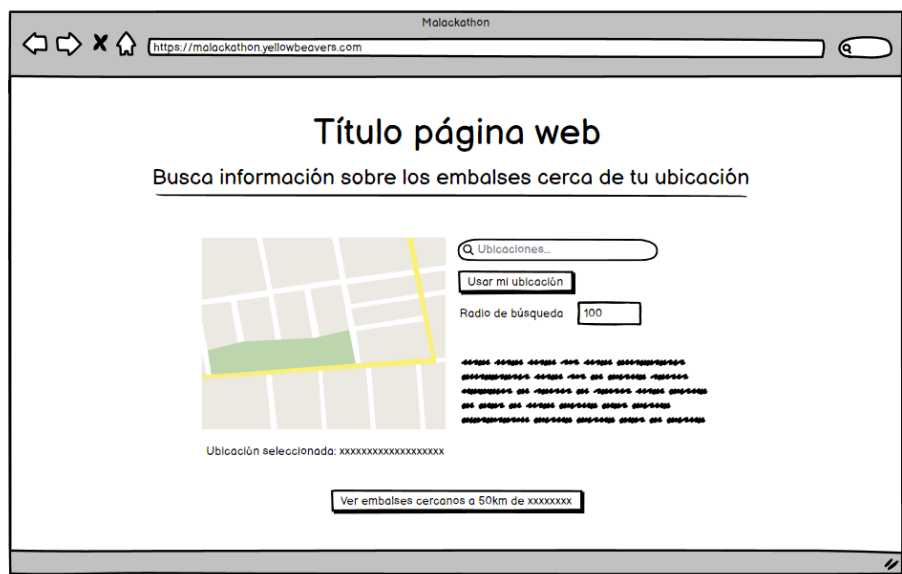 Malackathon
https://malackathon.yellowbeavers.com
Título página web
Busca información sobre los embalses cerca de tu ubicación
Ubicaciones...
Usar mi ubicación
Radio de búsqueda 100
Ubicación seleccionada: xxxxxxxxxxxxxxxxxxx
Ver embalses cercanos a 50km de xxxxxxxx